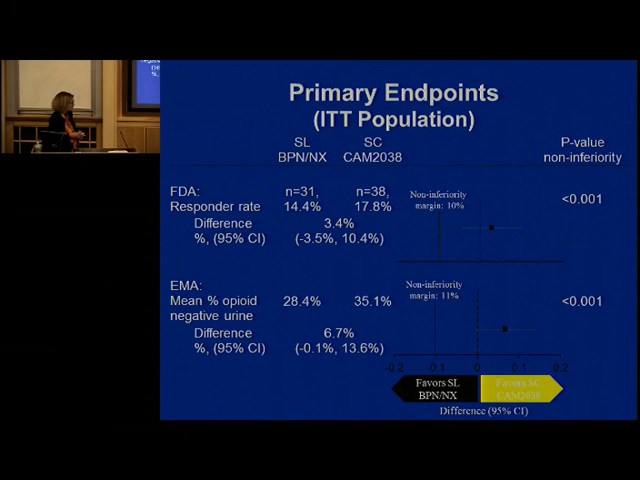 Primary Endpoints
(ITT Population)
SL
BPN/NX
SC
CAM2038
P-value
non-inferiority
FDA:
Responder rate
n=31,
14.4%
n=38,
17.8%
Non-inferiority
margin: 10%
<0.001
Difference
%, (95% CI)
3.4%
(-3.5%, 10.4%)
EMA:
Mean % opioid
negative urine
28.4%
35.1%
Non-inferiority
margin: 11%
<0.001
Difference
%, (95% CI)
6.7%
(-0.1%, 13.6%)
-0.2
-0.1
0
0.1
0.2
Favors SL
BPN/NX
Favors SC
CAM2038
Difference (95% CI)